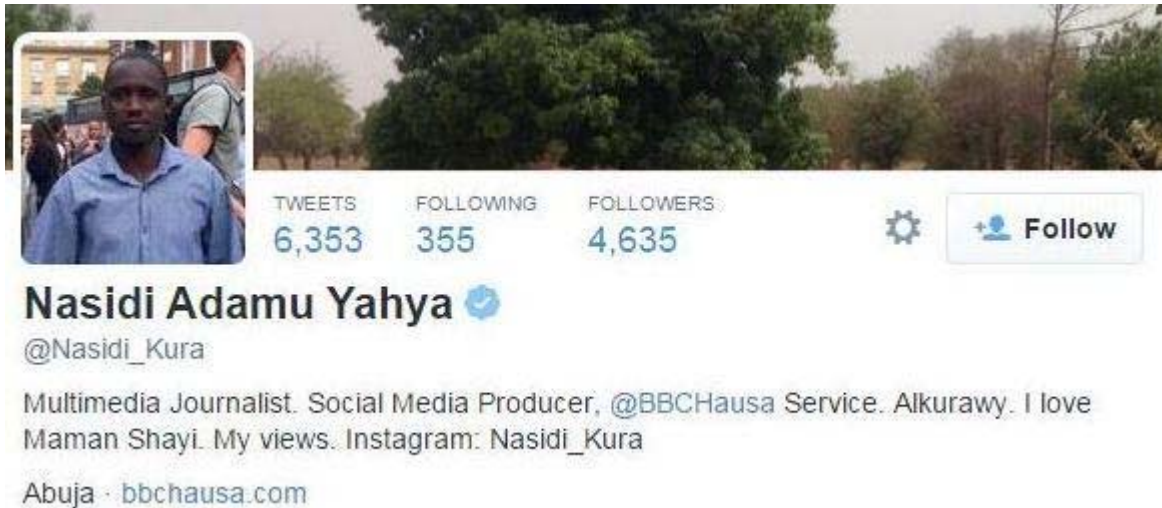 TWEETS FOLLOWING FOLLOWERS
6,353 355 4,635
Follow
Nasidi Adamu Yahya
@Nasidi_Kura
Multimedia Journalist. Social Media Producer, @BBCHausa Service. Alkurawy. I love
Maman Shayi. My views. Instagram: Nasidi_Kura
Abuja · bbchausa.com